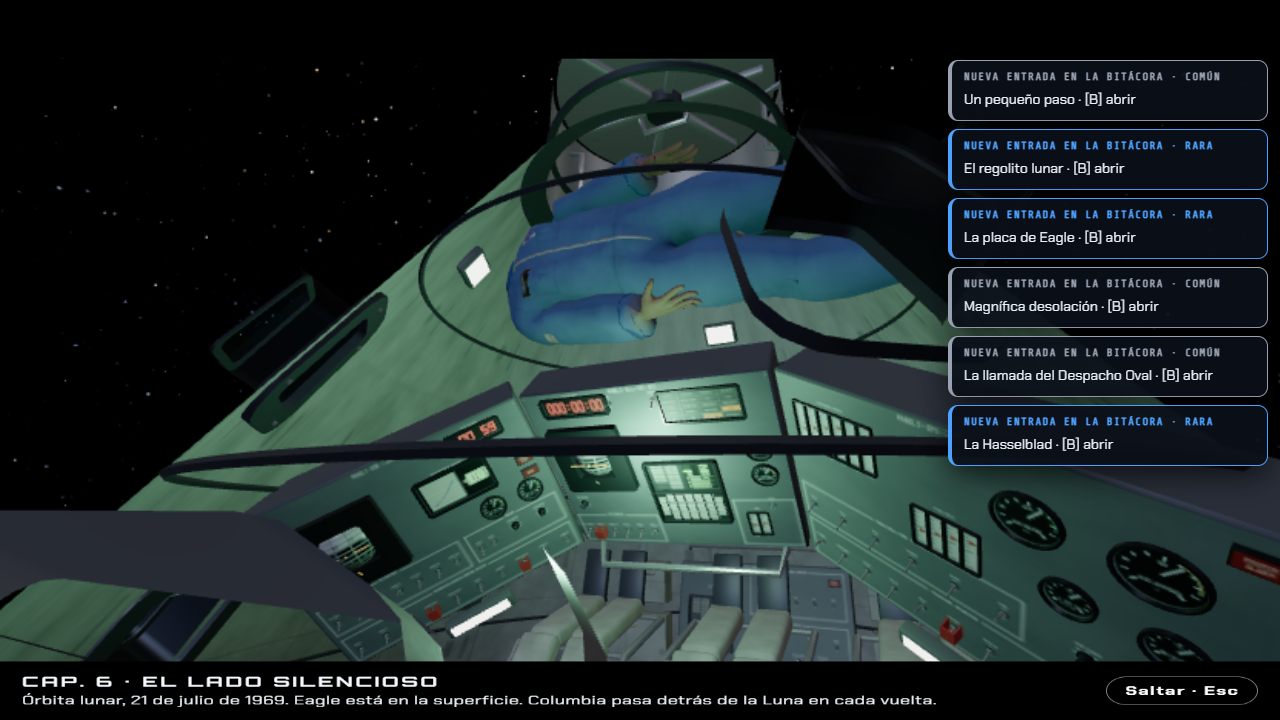 NUEVA ENTRADA EN LA BITÁCORA · COMÚN
Un pequeño paso · [B] abrir
NUEVA ENTRADA EN LA BITÁCORA · RARA
El regolito lunar · [B] abrir
NUEVA ENTRADA EN LA BITÁCORA · RARA
La placa de Eagle · [B] abrir
NUEVA ENTRADA EN LA BITÁCORA · COMÚN
Magnífica desolación · [B] abrir
NUEVA ENTRADA EN LA BITÁCORA · COMÚN
La llamada del Despacho Oval · [B] abrir
NUEVA ENTRADA EN LA BITÁCORA · RARA
La Hasselblad · [B] abrir
000:00:00
59
CAP. 6 · EL LADO SILENCIOSO
Órbita lunar, 21 de julio de 1969. Eagle está en la superficie. Columbia pasa detrás de la Luna en cada vuelta.
Saltar · Esc